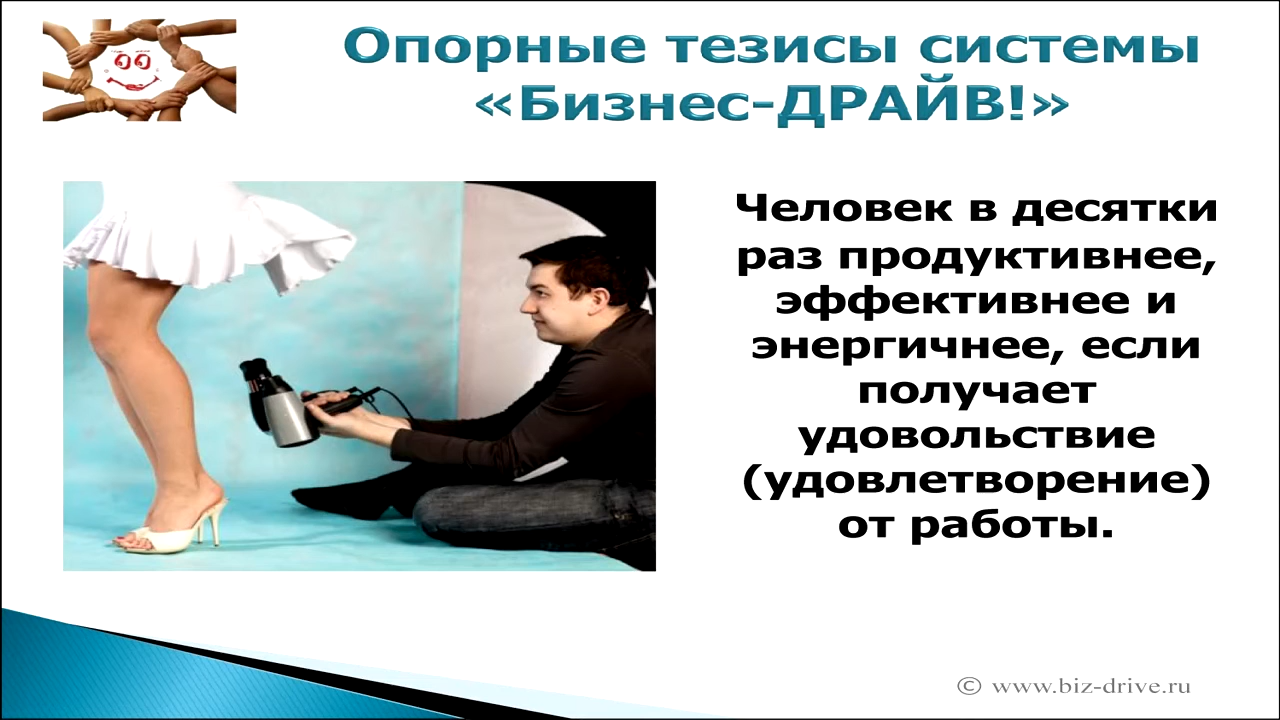 Опорные тезисы системы
«Бизнес-ДРАЙВ!»
Человек в десятки
раз продуктивнее,
эффективнее и
энергичнее, если
получает
удовольствие
(удовлетворение)
от работы.
© www.biz-drive.ru